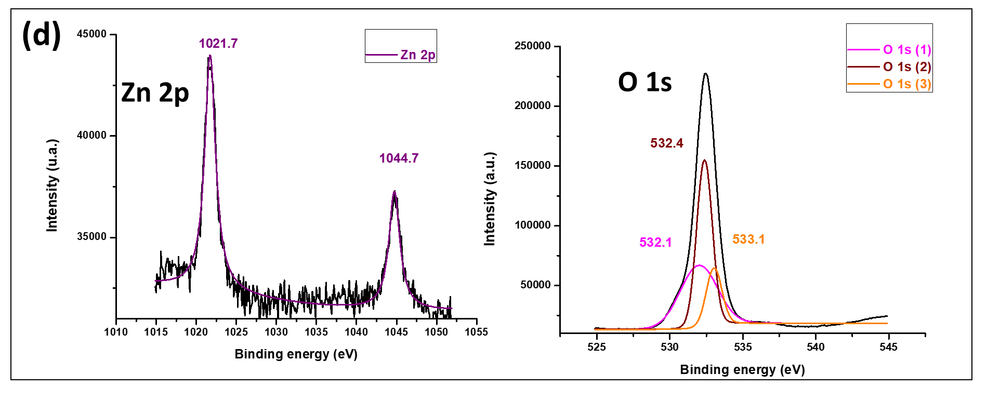 (d)
45000
40000
35000
1021.7
Zn 2p
Zn 2p
1044.7
Intensity (u.a.)
1010 1015 1020 1025 1030 1035 1040 1045 1050 1055
Binding energy (eV)
250000
200000
150000
100000
50000
O 1s
O 1s (1)
O 1s (2)
O 1s (3)
532.4
532.1
533.1
Intensity (a.u.)
525 530 535 540 545
Binding energy (eV)